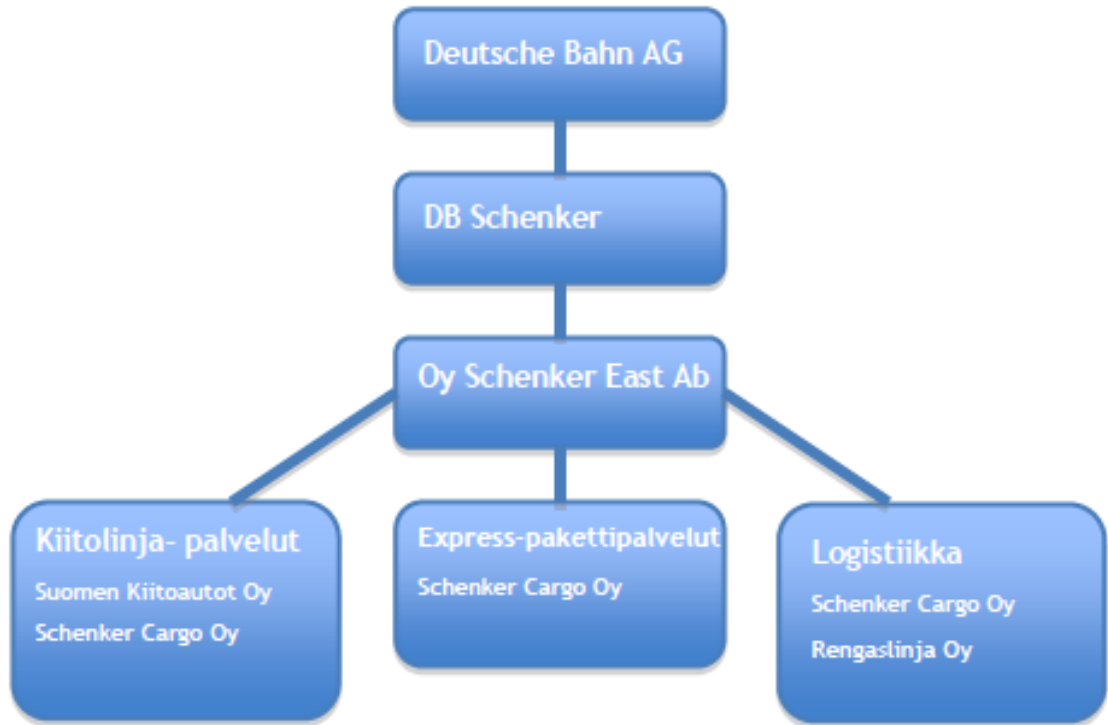 Deutsche Bahn AG
DB Schenker
Oy Schenker East Ab
Kiitolinja- palvelut
Suomen Kiitoautot Oy
Schenker Cargo Oy
Express-pakettipalvelut
Schenker Cargo Oy
Logistiikka
Schenker Cargo Oy
Rengaslinja Oy